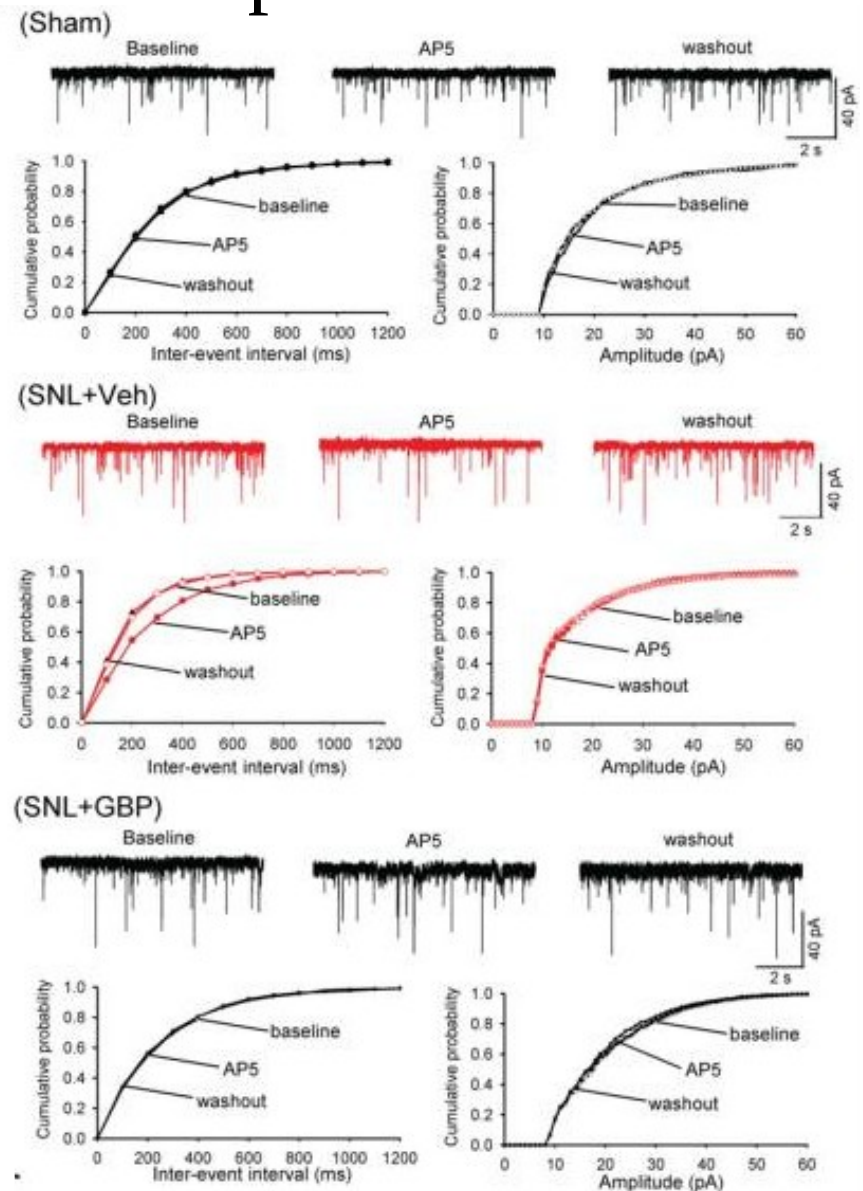 (Sham)
Baseline AP5 washout
40 pA
2 s
Cumulative probability
1.0
0.8
0.6
0.4
0.2
0.0
baseline
AP5
washout
0 200 400 600 800 1000 1200
Inter-event interval (ms)
Cumulative probability
1.0
0.8
0.6
0.4
0.2
0.0
baseline
AP5
washout
0 10 20 30 40 50 60
Amplitude (pA)
(SNL+Veh)
Baseline AP5 washout
40 pA
2 s
Cumulative probability
1.0
0.8
0.6
0.4
0.2
0.0
baseline
AP5
washout
0 200 400 600 800 1000 1200
Inter-event interval (ms)
Cumulative probability
1.0
0.8
0.6
0.4
0.2
0.0
baseline
AP5
washout
0 10 20 30 40 50 60
Amplitude (pA)
(SNL+GBP)
Baseline AP5 washout
40 pA
2 s
Cumulative probability
1.0
0.8
0.6
0.4
0.2
0.0
baseline
AP5
washout
0 200 400 600 800 1000 1200
Inter-event interval (ms)
Cumulative probability
1.0
0.8
0.6
0.4
0.2
0.0
baseline
AP5
washout
0 10 20 30 40 50 60
Amplitude (pA)